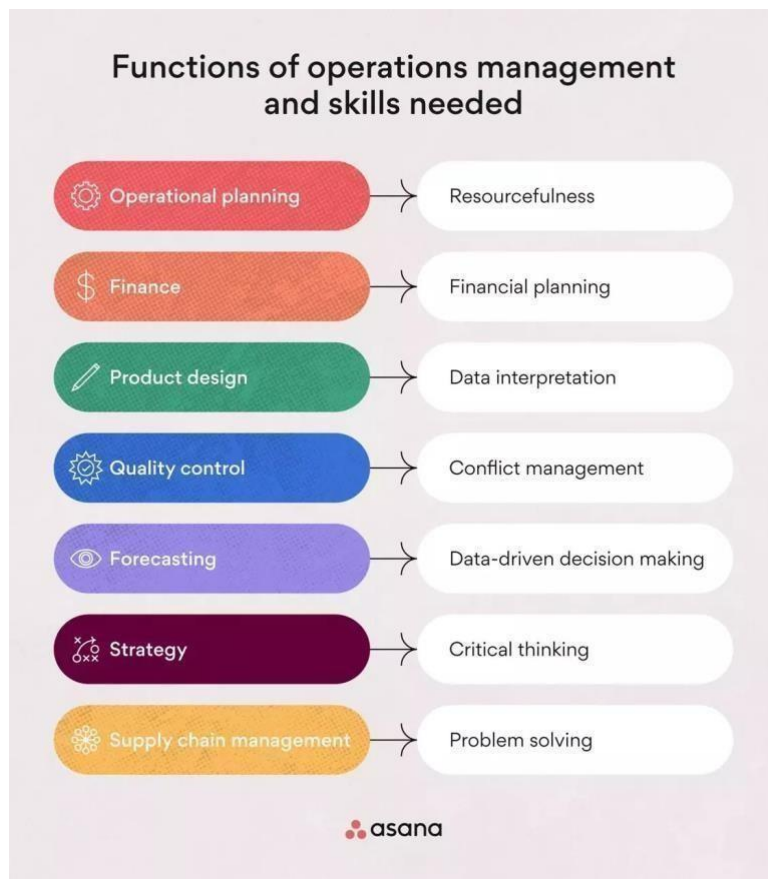 Functions of operations management
and skills needed
Operational planning
Resourcefulness
Finance
Financial planning
Product design
Data interpretation
Quality control
Conflict management
Forecasting
Data-driven decision making
Strategy
Critical thinking
Supply chain management
Problem solving
asana